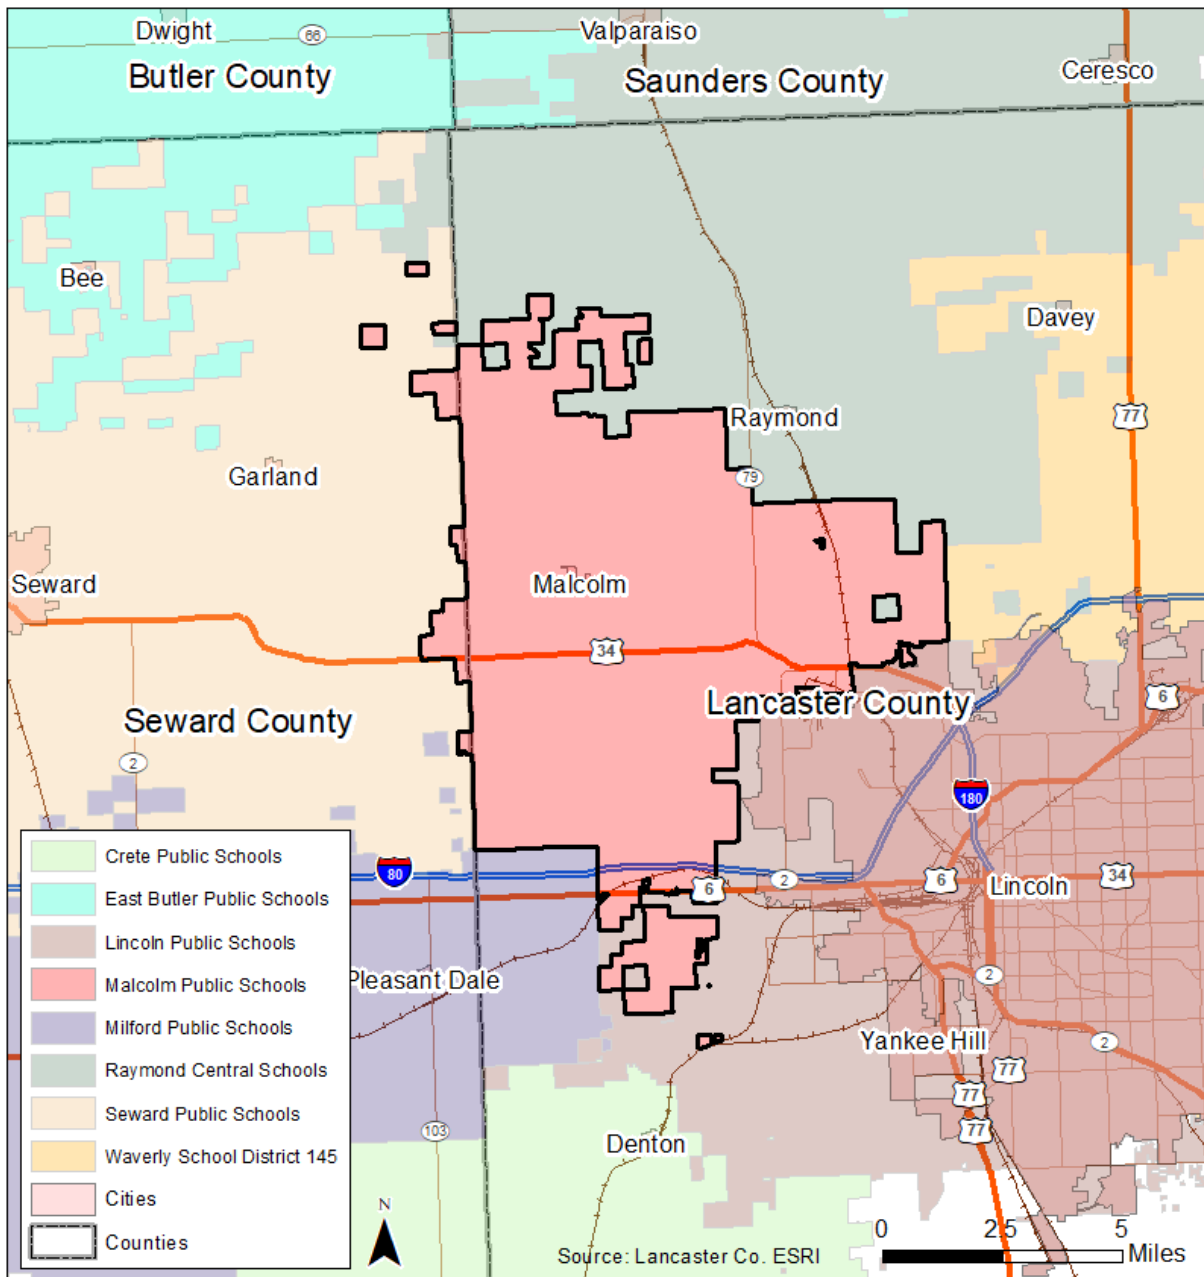 Dwight
66
Valparaiso
Butler County
Saunders County
Ceresco
Bee
Davey
Raymond
77
Garland
79
Seward
Malcolm
34
Seward County
Lancaster County
6
2
180
80
6
2
6
34
Lincoln
Pleasant Dale
2
Yankee Hill
2
77
77
77
103
Denton
Crete Public Schools
East Butler Public Schools
Lincoln Public Schools
Malcolm Public Schools
Milford Public Schools
Raymond Central Schools
Seward Public Schools
Waverly School District 145
Cities
Counties
N
0 2.5 5
Miles
Source: Lancaster Co. ESRI